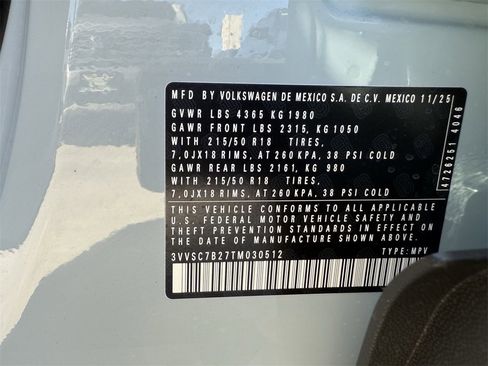 MFD.BY VOLKSWAGEN DE MEXICO S.A. DE C.V. MEXICO 11/25
GVWR LBS 4365 KG 1980
GAWR FRONT LBS 2315, KG 1050
WITH 215/50 R18 TIRES,
7,0JX18 RIMS, AT 260 KPA, 38 PSI COLD
GAWR REAR LBS 2161, KG 980
WITH 215/50 R18 TIRES,
7,0JX18 RIMS, AT 260 KPA, 38 PSI COLD
THIS VEHICLE CONFORMS TO ALL APPLICABLE
U.S. FEDERAL MOTOR VEHICLE SAFETY AND
THEFT PREVENTION STANDARDS IN EFFECT ON
THE DATE OF MANUFACTURE SHOWN ABOVE.
3VVSC7B27TM030512 TYPE: MPV
4726251 4046